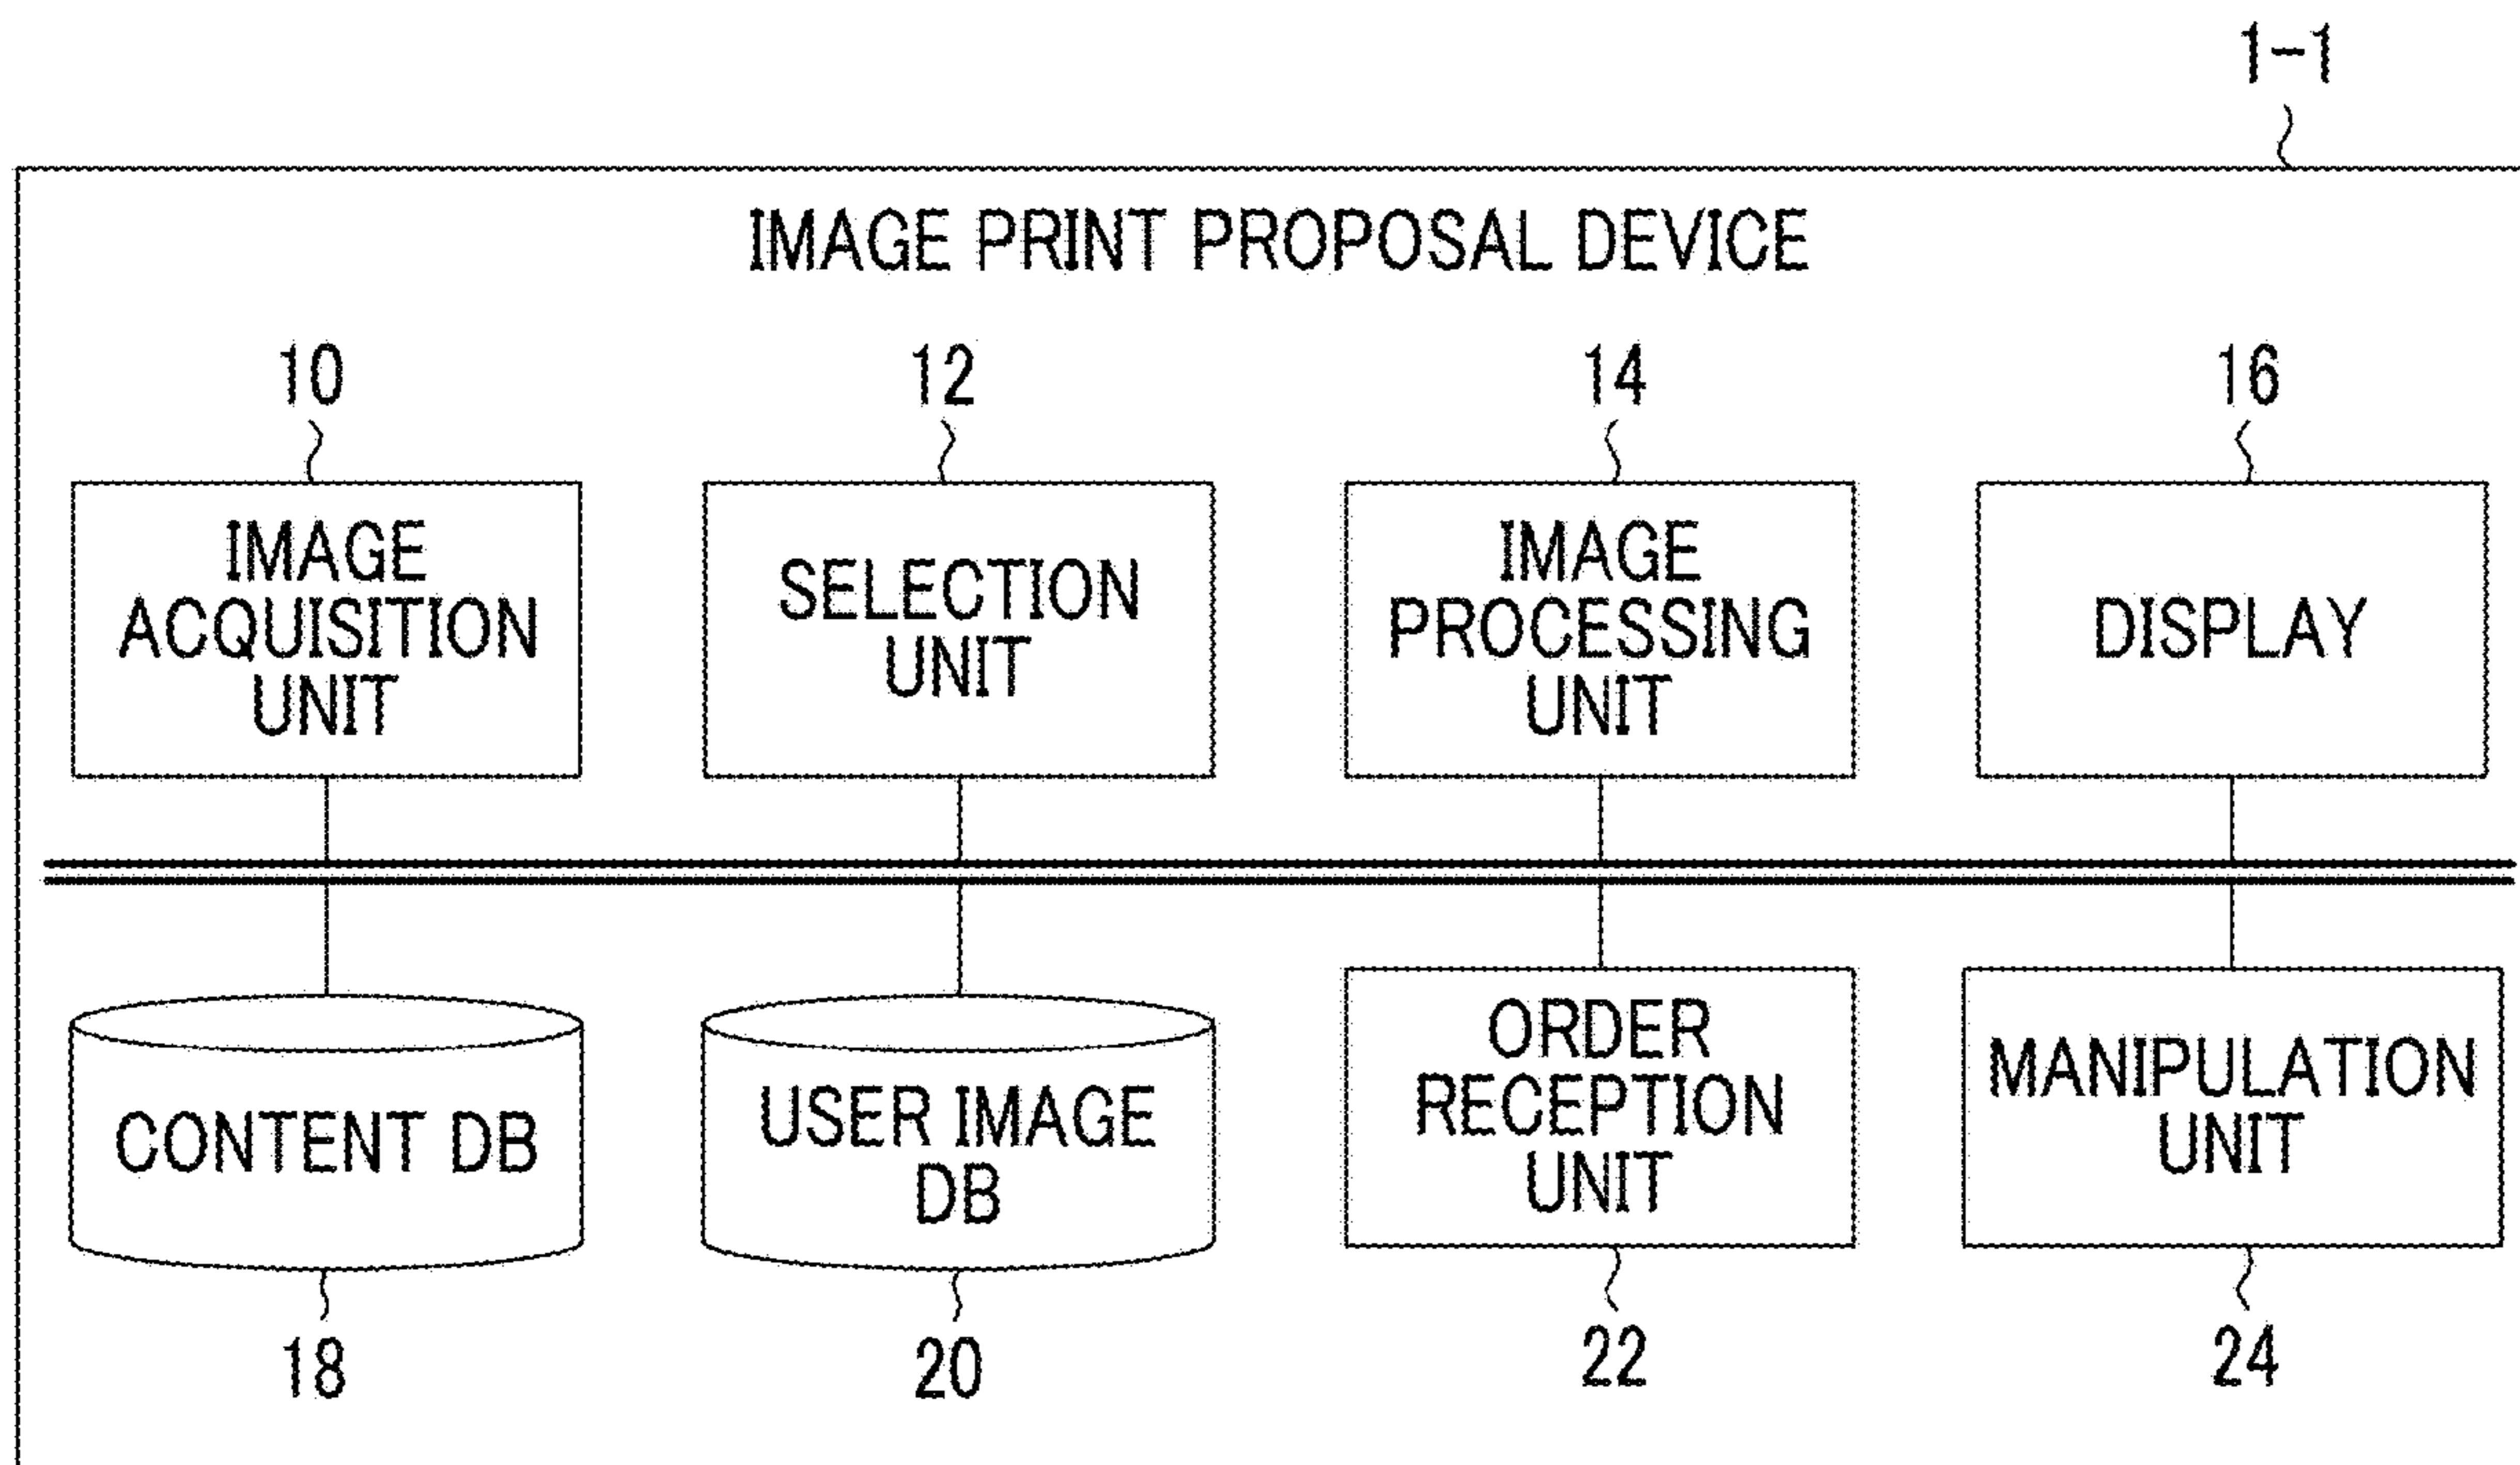 1-1
IMAGE PRINT PROPOSAL DEVICE
10
12
14
16
IMAGE
ACQUISITION
UNIT
SELECTION
UNIT
IMAGE
PROCESSING
UNIT
DISPLAY
CONTENT DB
USER IMAGE
DB
ORDER
RECEPTION
UNIT
MANIPULATION
UNIT
18
20
22
24